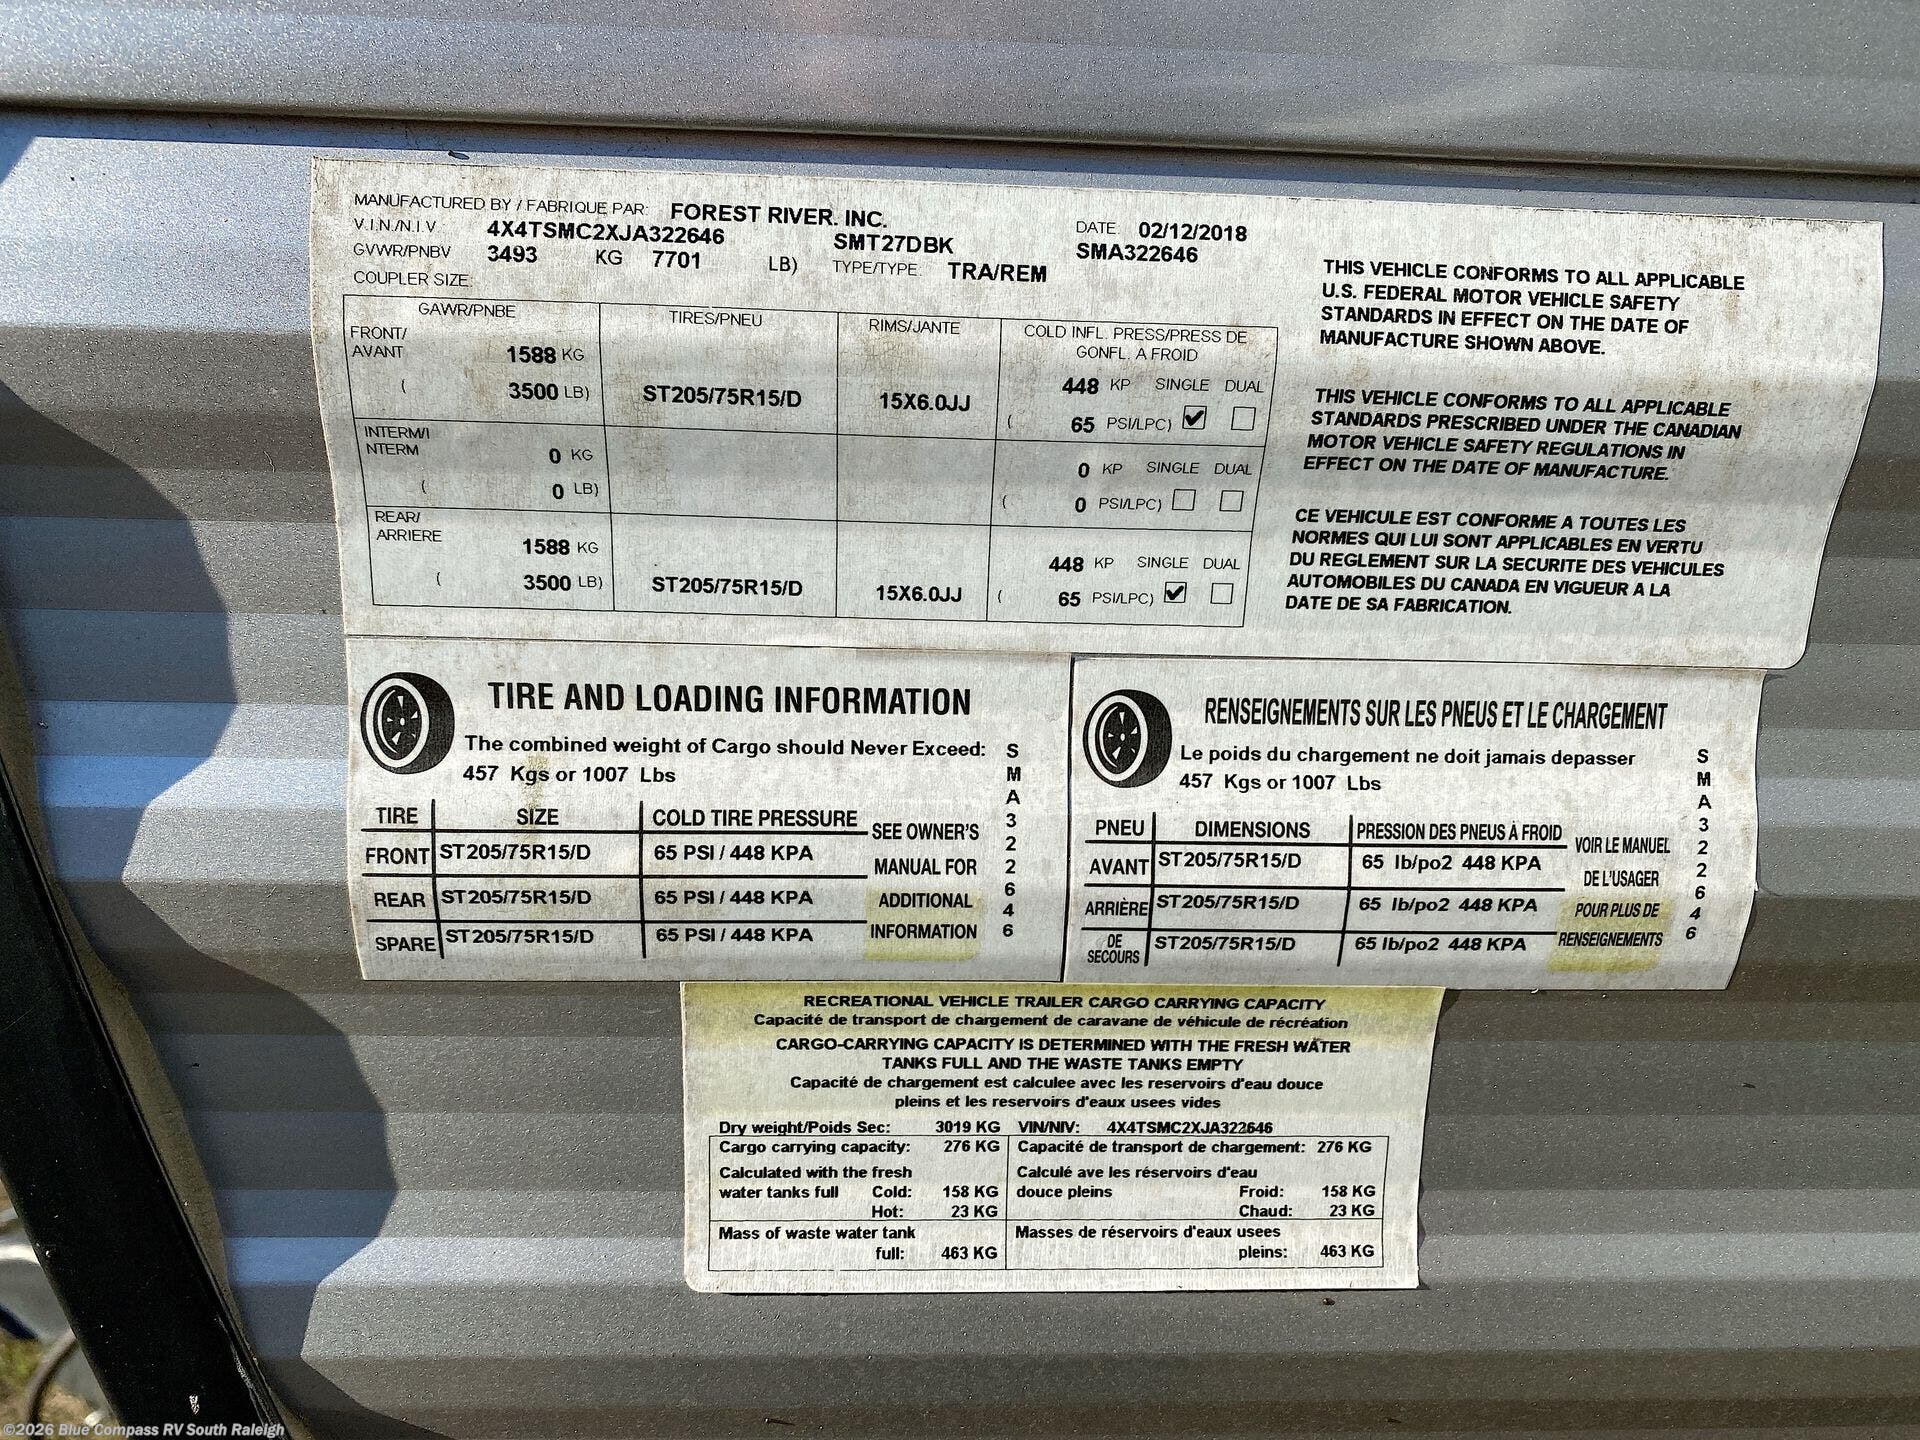 MANUFACTURED BY / FABRIQUE PAR: FOREST RIVER, INC.
DATE 02/12/2018
V.I.N./N.I.V 4X4TSMC2XJA322646 SMT27DBK SMA322646
GVWR/PNBV 3493 KG 7701 LB) TYPE/TYPE: TRA/REM
COUPLER SIZE:
GAWR/PNBE TIRES/PNEU RIMS/JANTE COLD INFL. PRESS/PRESS DE GONFL. A FROID
FRONT/
AVANT 1588 KG 448 KP SINGLE DUAL
( 3500 LB) ST205/75R15/D 15X6.0JJ ( 65 PSI/LPC)
INTERM/I
NTERM 0 KG 0 KP SINGLE DUAL
( 0 LB) ( 0 PSI/LPC)
REAR/
ARRIERE 1588 KG 448 KP SINGLE DUAL
( 3500 LB) ST205/75R15/D 15X6.0JJ ( 65 PSI/LPC)
THIS VEHICLE CONFORMS TO ALL APPLICABLE
U.S. FEDERAL MOTOR VEHICLE SAFETY
STANDARDS IN EFFECT ON THE DATE OF
MANUFACTURE SHOWN ABOVE.
THIS VEHICLE CONFORMS TO ALL APPLICABLE
STANDARDS PRESCRIBED UNDER THE CANADIAN
MOTOR VEHICLE SAFETY REGULATIONS IN
EFFECT ON THE DATE OF MANUFACTURE.
CE VEHICULE EST CONFORME A TOUTES LES
NORMES QUI LUI SONT APPLICABLES EN VERTU
DU REGLEMENT SUR LA SECURITE DES VEHICULES
AUTOMOBILES DU CANADA EN VIGUEUR A LA
DATE DE SA FABRICATION.
TIRE AND LOADING INFORMATION
The combined weight of Cargo should Never Exceed:
457 Kgs or 1007 Lbs
TIRE SIZE COLD TIRE PRESSURE
FRONT ST205/75R15/D 65 PSI / 448 KPA
REAR ST205/75R15/D 65 PSI / 448 KPA
SPARE ST205/75R15/D 65 PSI / 448 KPA
SEE OWNER'S
MANUAL FOR
ADDITIONAL
INFORMATION
SMA322646
RENSEIGNEMENTS SUR LES PNEUS ET LE CHARGEMENT
Le poids du chargement ne doit jamais depasser
457 Kgs or 1007 Lbs
PNEU DIMENSIONS PRESSION DES PNEUS À FROID
AVANT ST205/75R15/D 65 lb/po2 448 KPA
ARRIÈRE ST205/75R15/D 65 lb/po2 448 KPA
DE
SECOURS ST205/75R15/D 65 lb/po2 448 KPA
VOIR LE MANUEL
DE L'USAGER
POUR PLUS DE
RENSEIGNEMENTS
SMA322646
RECREATIONAL VEHICLE TRAILER CARGO CARRYING CAPACITY
Capacité de transport de chargement de caravane de véhicule de récréation
CARGO-CARRYING CAPACITY IS DETERMINED WITH THE FRESH WATER
TANKS FULL AND THE WASTE TANKS EMPTY
Capacité de chargement est calculee avec les reservoirs d'eau douce
pleins et les reservoirs d'eaux usees vides
Dry weight/Poids Sec: 3019 KG VIN/NIV: 4X4TSMC2XJA322646
Cargo carrying capacity: 276 KG Capacité de transport de chargement: 276 KG
Calculated with the fresh Calculé ave les réservoirs d'eau
water tanks full Cold: 158 KG douce pleins Froid: 158 KG
Hot: 23 KG Chaud: 23 KG
Mass of waste water tank Masses de réservoirs d'eaux usees
full: 463 KG pleins: 463 KG
©2026 Blue Compass RV South Raleigh